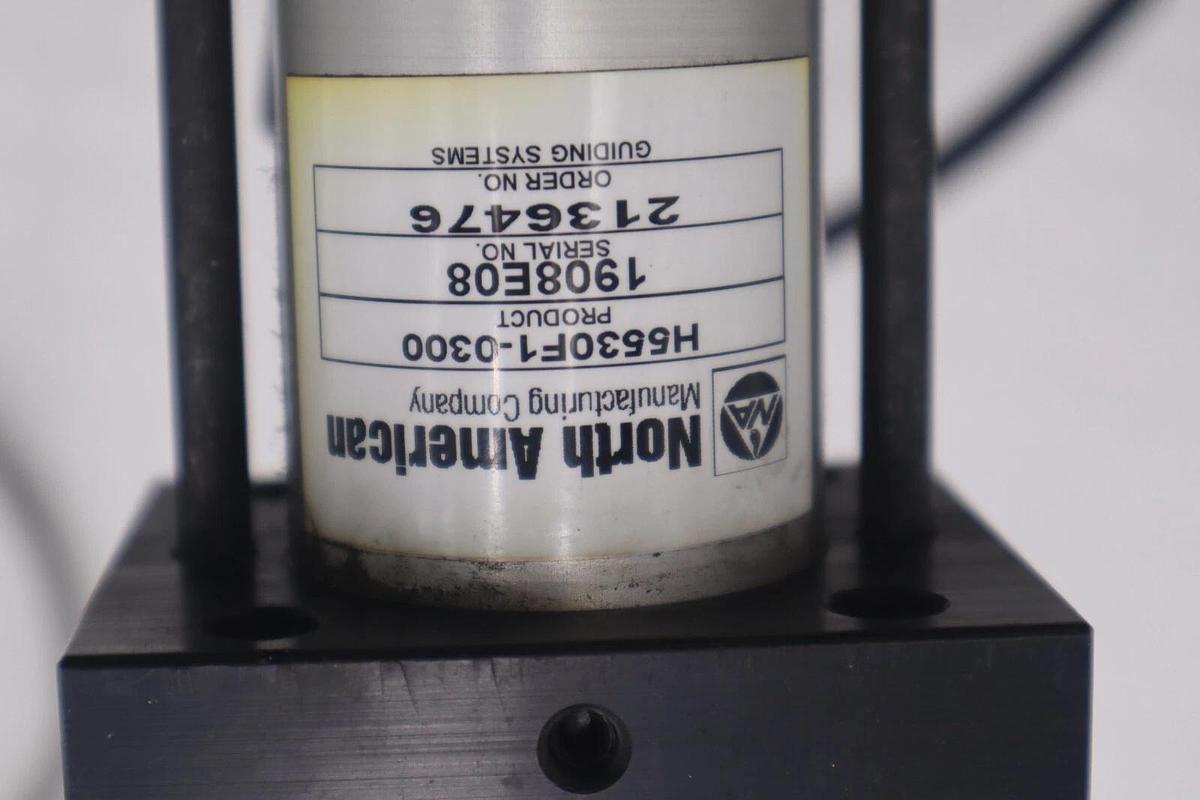 NA
North American
Manufacturing Company
H5530F1-0300
PRODUCT
1908E08
SERIAL NO.
2136476
ORDER NO.
GUIDING SYSTEMS